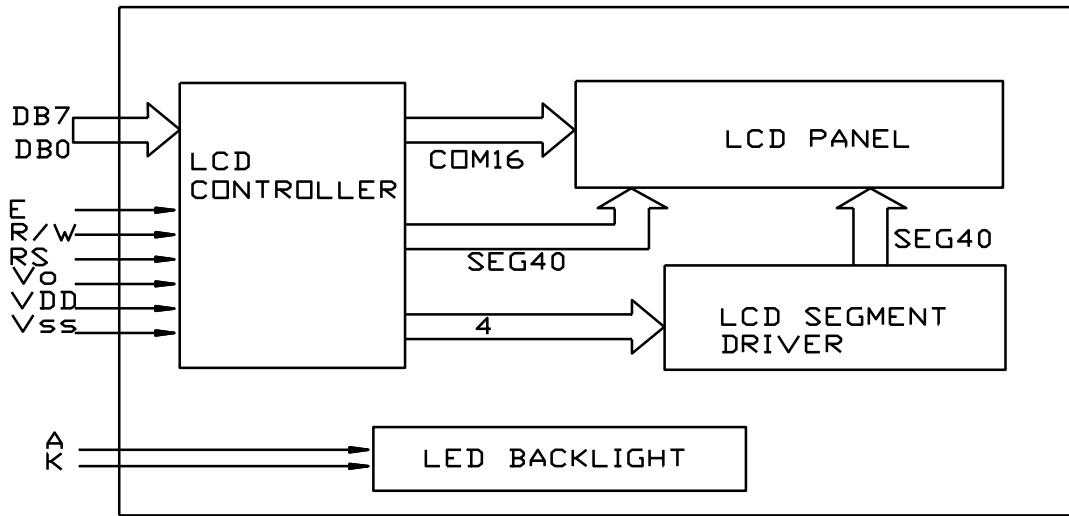 DB7
DB0
E
R/W
RS
Vo
VDD
Vss
A
K
LCD
CONTROLLER
COM16
SEG40
4
LCD PANEL
SEG40
LCD SEGMENT
DRIVER
LED BACKLIGHT